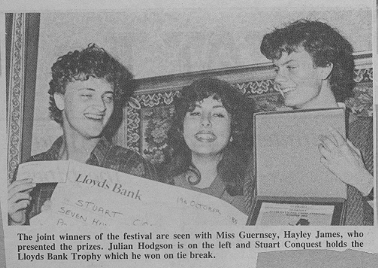 Lloyds Bank
OCTOBER
STUART
SEVEN
The joint winners of the festival are seen with Miss Guernsey, Hayley James, who
presented the prizes. Julian Hodgson is on the left and Stuart Conquest holds the
Lloyds Bank Trophy which he won on tie break.